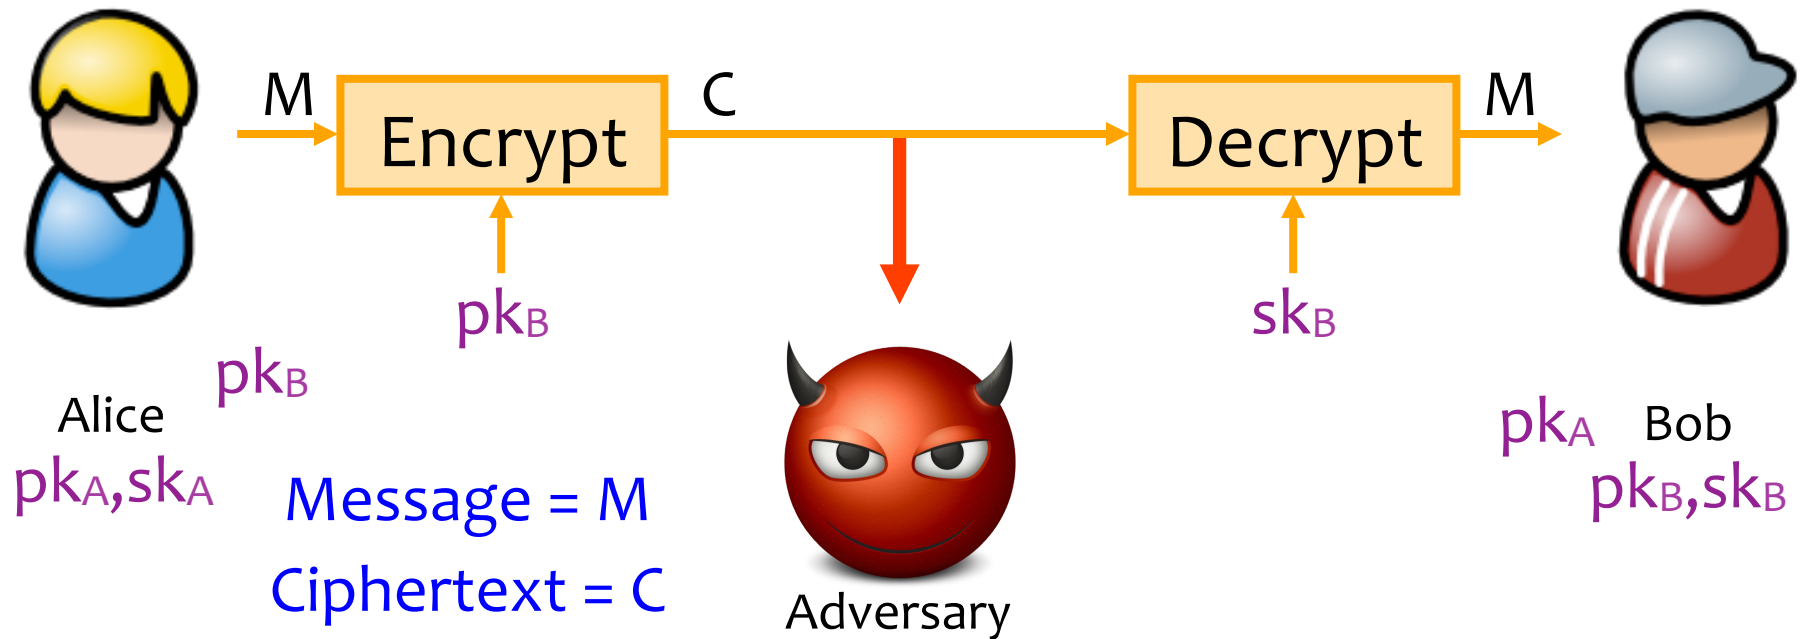 M
Encrypt
C
Decrypt
M
pkB
skB
pkB
Alice
pkA,skA
pkA
Bob
pkB,skB
Message = M
Ciphertext = C
Adversary